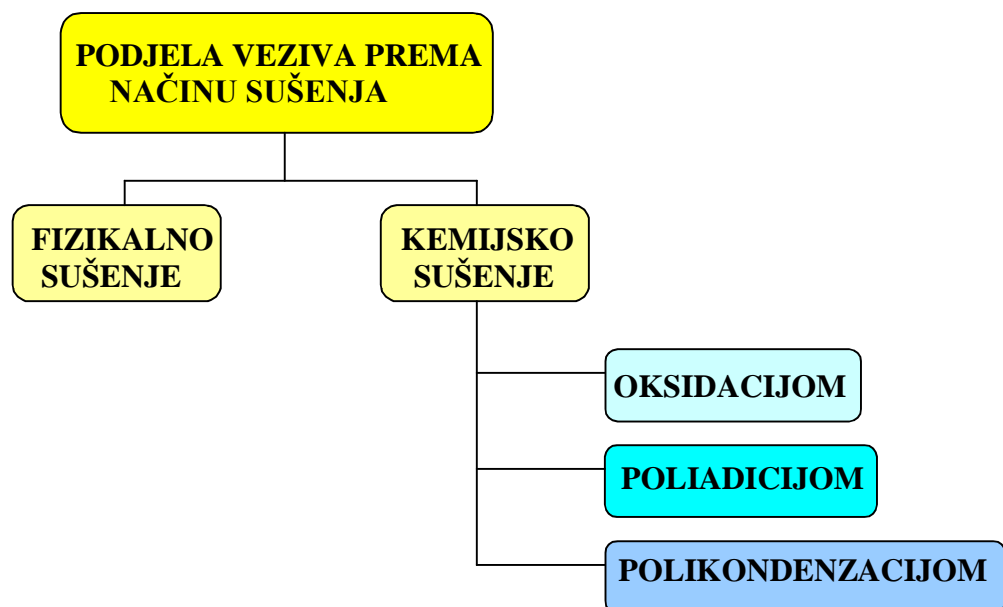 PODJELA VEZIVA PREMA
NAČINU SUŠENJA
FIZIKALNO
SUŠENJE
KEMIJSKO
SUŠENJE
OKSIDACIJOM
POLIADICIJOM
POLIKONDENZACIJOM